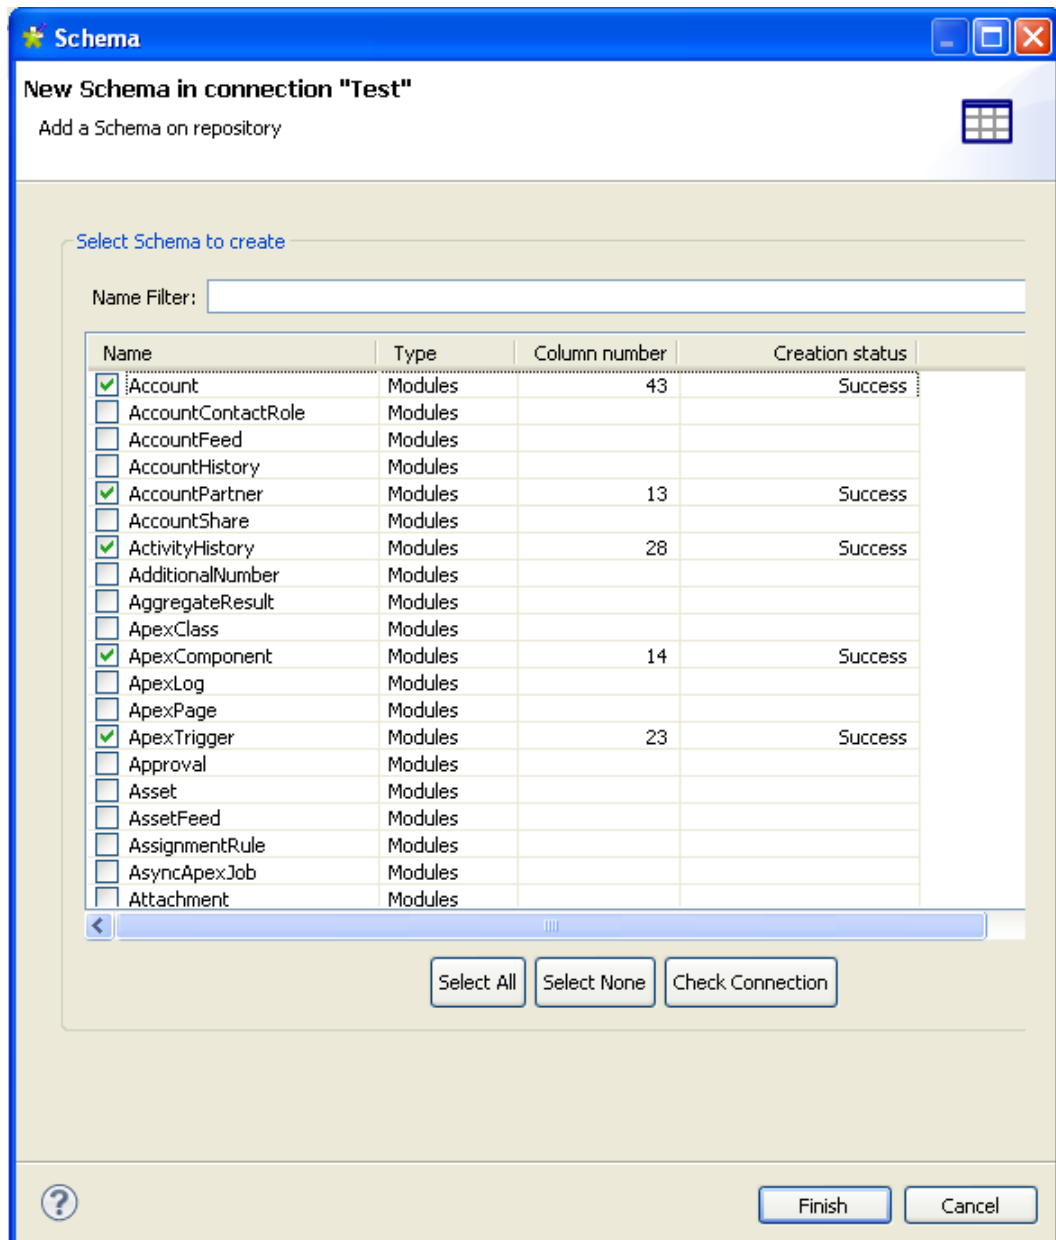 Schema
New Schema in connection "Test"
Add a Schema on repository
Select Schema to create
Name Filter:
Name Type Column number Creation status
Account Modules 43 Success
AccountContactRole Modules
AccountFeed Modules
AccountHistory Modules
AccountPartner Modules 13 Success
AccountShare Modules
ActivityHistory Modules 28 Success
AdditionalNumber Modules
AggregateResult Modules
ApexClass Modules
ApexComponent Modules 14 Success
ApexLog Modules
ApexPage Modules
ApexTrigger Modules 23 Success
Approval Modules
Asset Modules
AssetFeed Modules
AssignmentRule Modules
AsyncApexJob Modules
Attachment Modules
Select All Select None Check Connection
? Finish Cancel